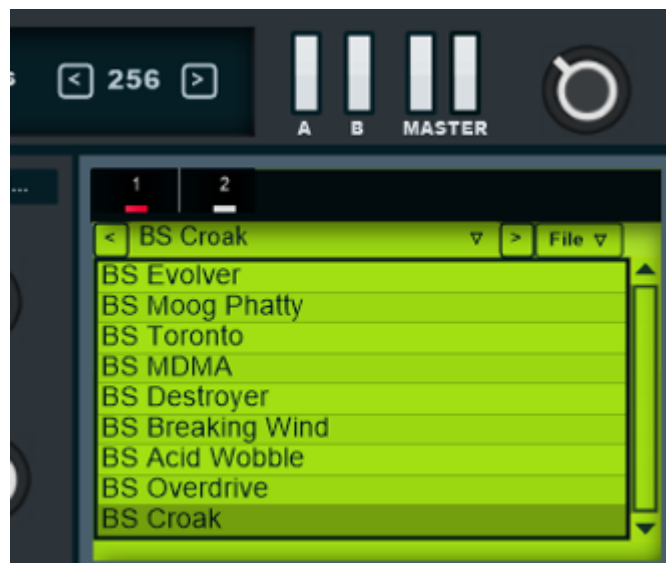 < 256 >
A B MASTER
...
1 2
< BS Croak > File
BS Evolver
BS Moog Phatty
BS Toronto
BS MDMA
BS Destroyer
BS Breaking Wind
BS Acid Wobble
BS Overdrive
BS Croak